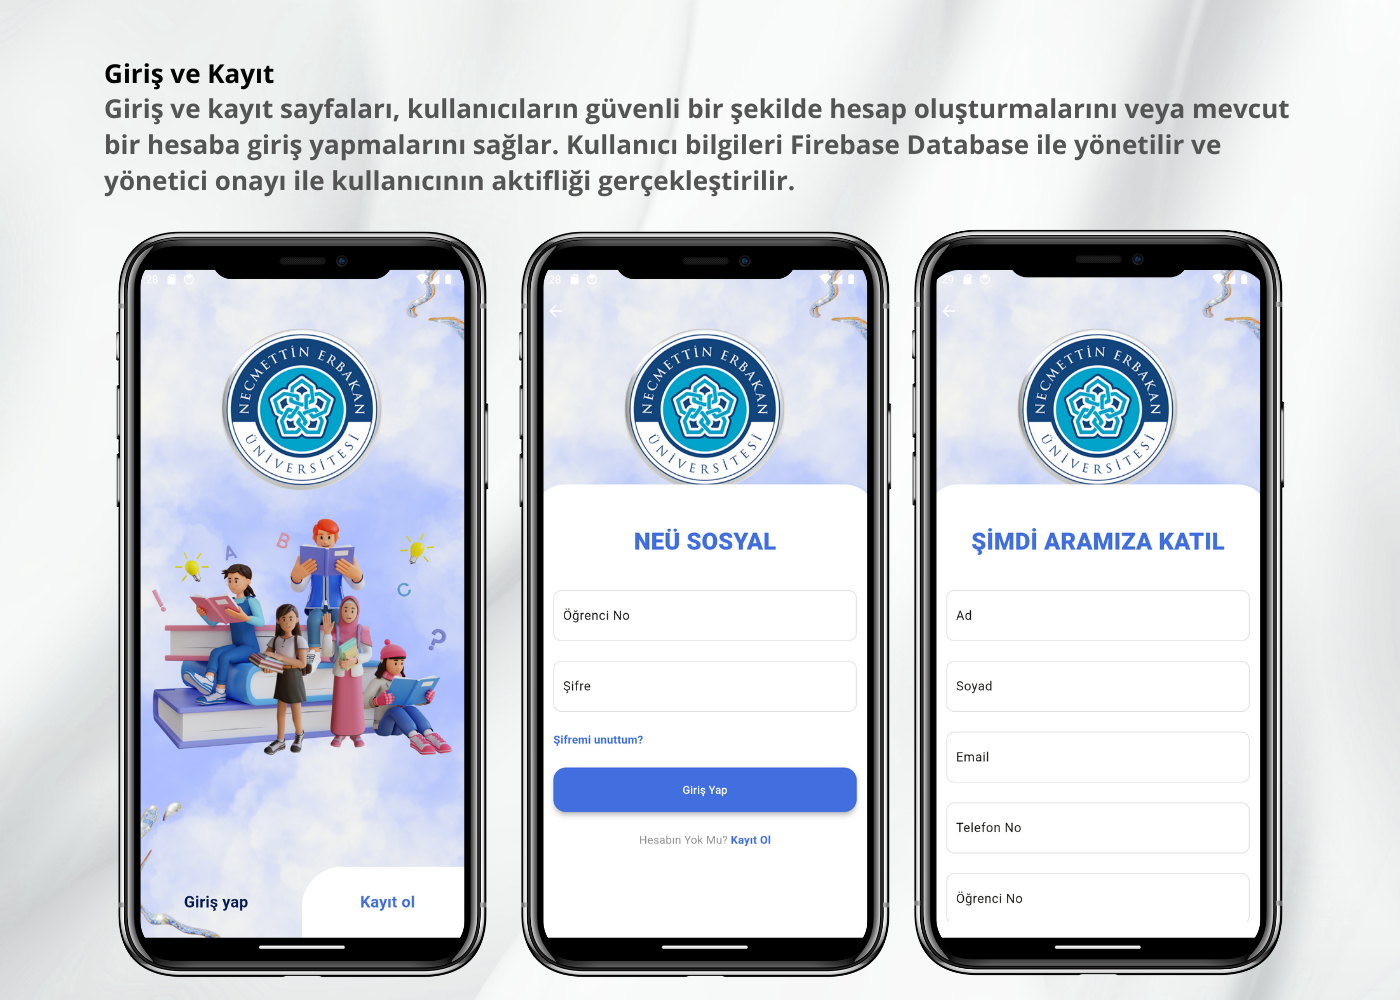 Giriş ve Kayıt
Giriş ve kayıt sayfaları, kullanıcıların güvenli bir şekilde hesap oluşturmalarını veya mevcut
bir hesaba giriş yapmalarını sağlar. Kullanıcı bilgileri Firebase Database ile yönetilir ve
yönetici onayı ile kullanıcının aktifliği gerçekleştirilir.
NECMETTİN ERBAKAN
ÜNİVERSİTESİ
A
B
C
!
?
Giriş yap
Kayıt ol
NECMETTİN ERBAKAN
ÜNİVERSİTESİ
NEÜ SOSYAL
Öğrenci No
Şifre
Şifremi unuttum?
Giriş Yap
Hesabın Yok Mu? Kayıt Ol
NECMETTİN ERBAKAN
ÜNİVERSİTESİ
ŞİMDİ ARAMIZA KATIL
Ad
Soyad
Email
Telefon No
Öğrenci No